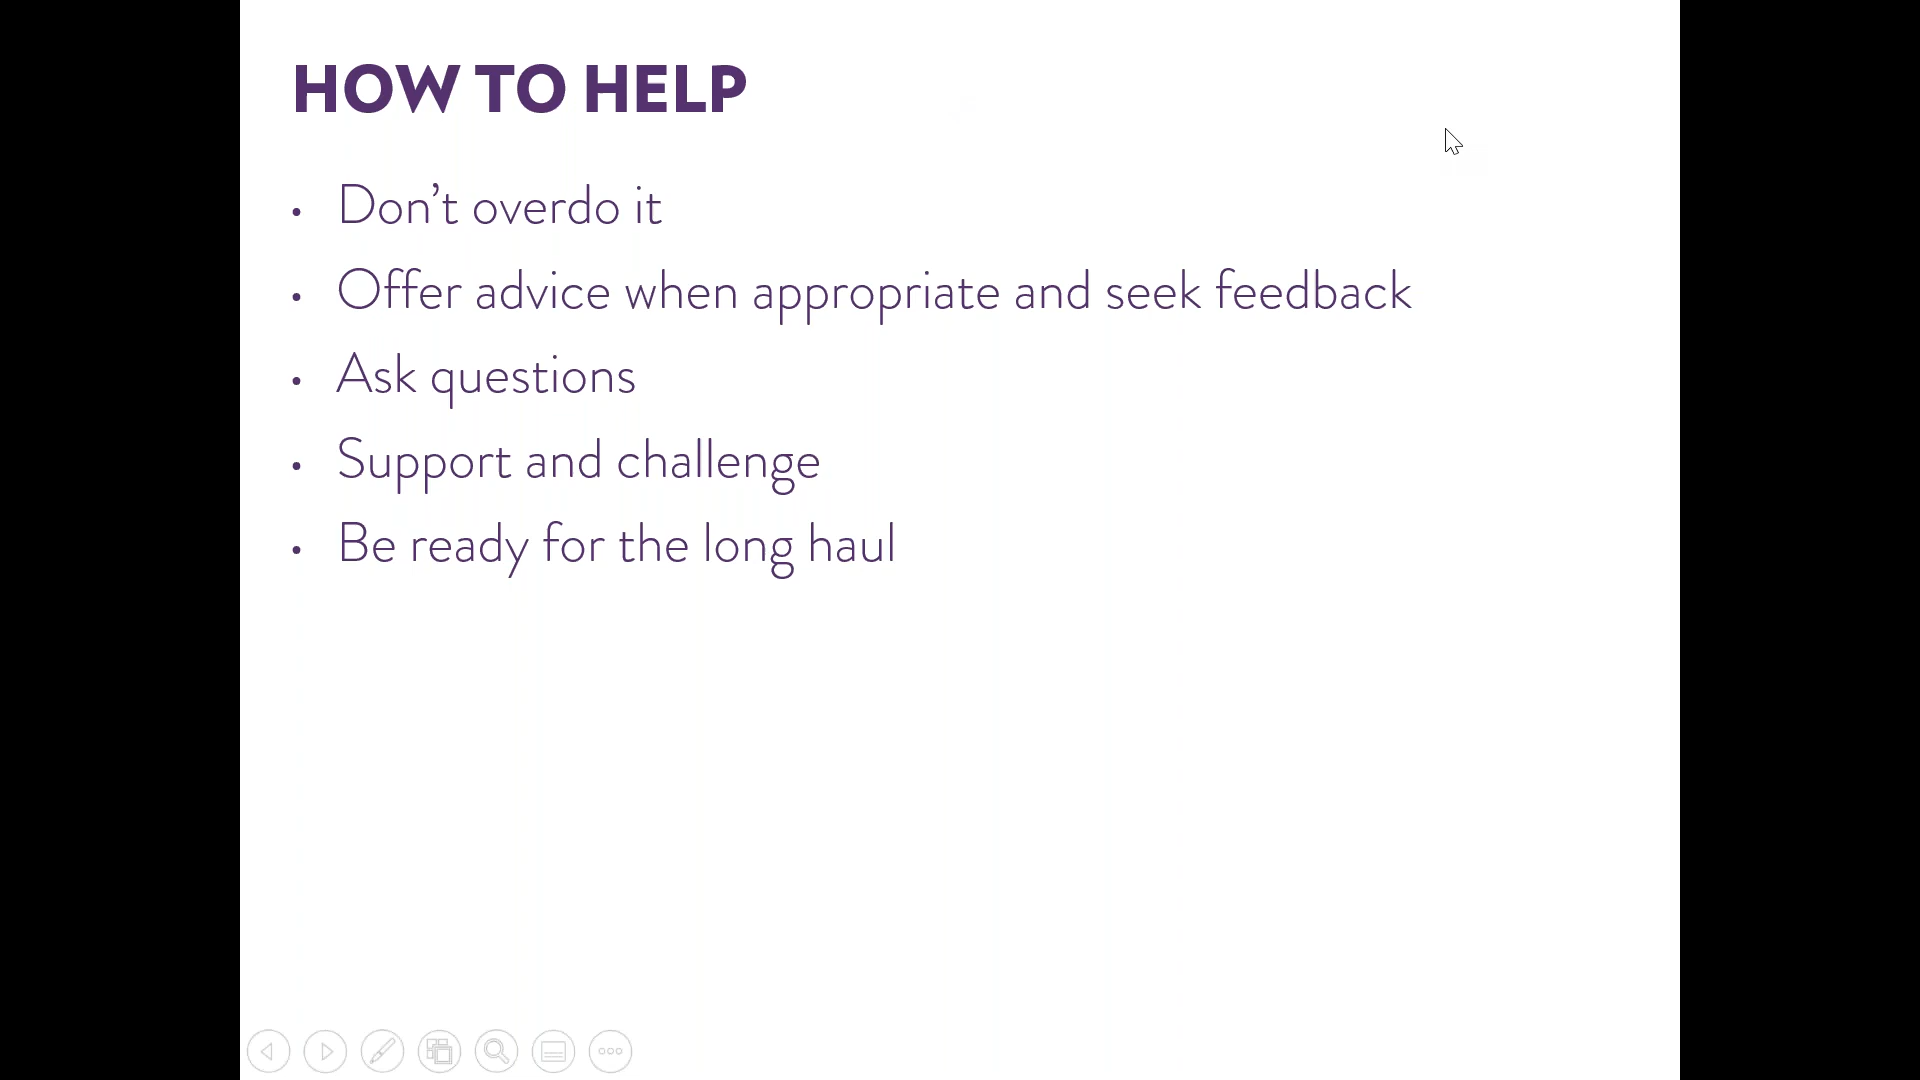 HOW TO HELP
• Don’t overdo it
• Offer advice when appropriate and seek feedback
• Ask questions
• Support and challenge
• Be ready for the long haul